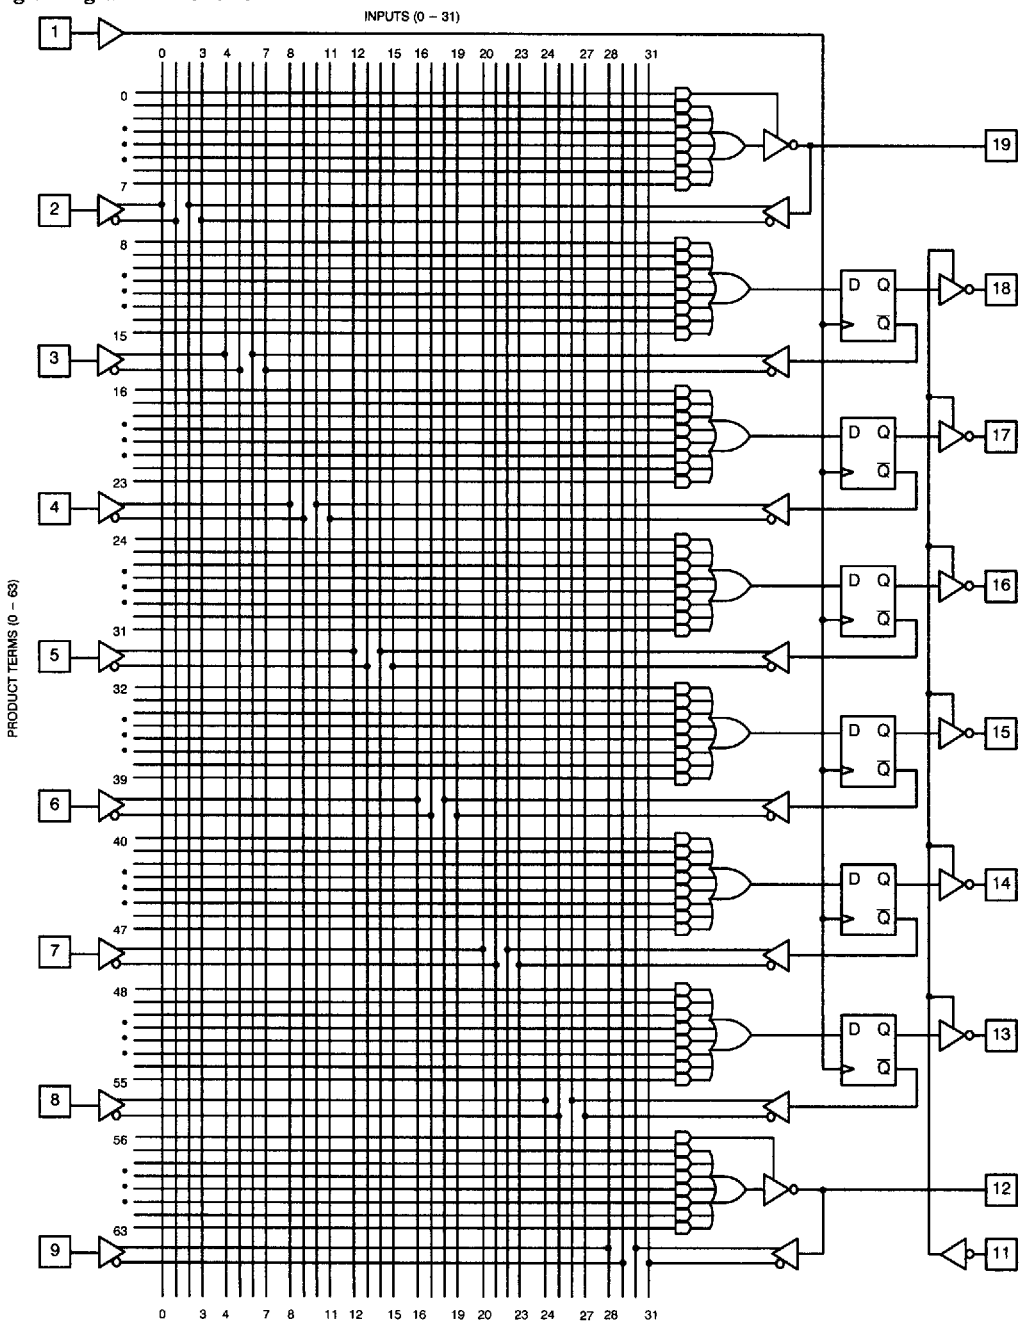 INPUTS (0 – 31)
1
0 3 4 7 8 11 12 15 16 19 20 23 24 27 28 31
0
19
7
2
8
D Q
18
Q
15
3
16
D Q
17
Q
23
4
24
D Q
16
Q
31
5
PRODUCT TERMS (0 – 63)
32
D Q
15
Q
39
6
40
D Q
14
Q
47
7
48
D Q
13
Q
55
8
56
12
63
9
11
0 3 4 7 8 11 12 15 16 19 20 23 24 27 28 31